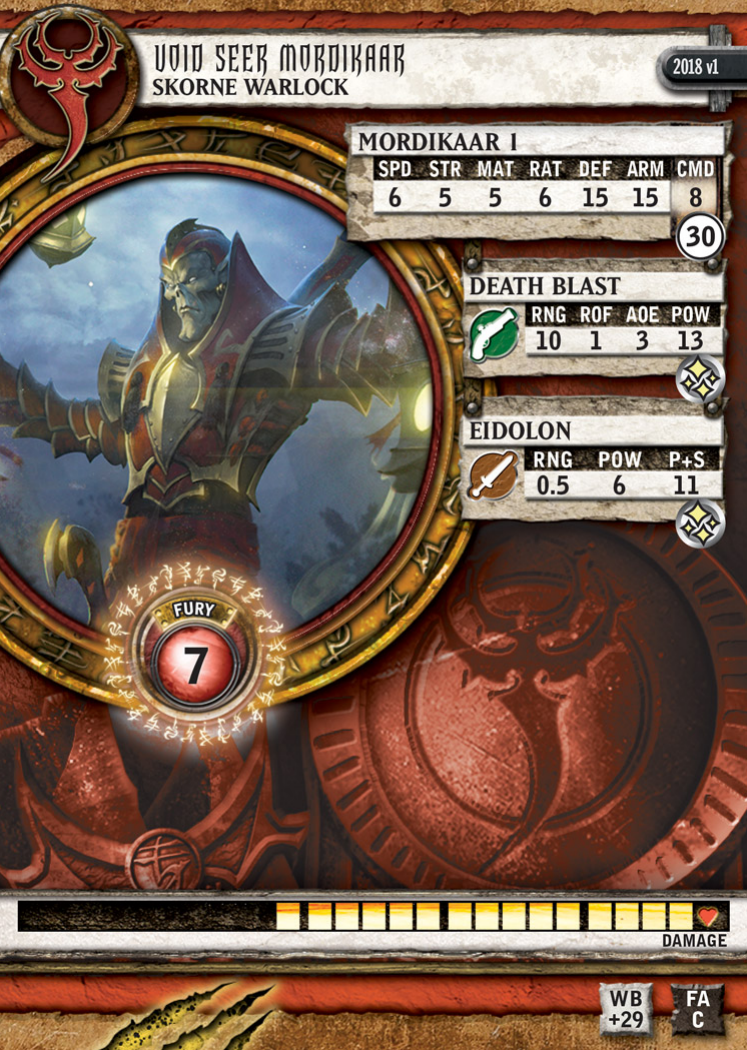 VOID SEER MORDIKAAR
SKORNE WARLOCK
2018 v1
MORDIKAAR 1
SPD STR MAT RAT DEF ARM CMD
6 5 5 6 15 15 8
30
DEATH BLAST
RNG ROF AOE POW
10 1 3 13
EIDOLON
RNG POW P+S
0.5 6 11
FURY
7
DAMAGE
WB
+29
FA
C